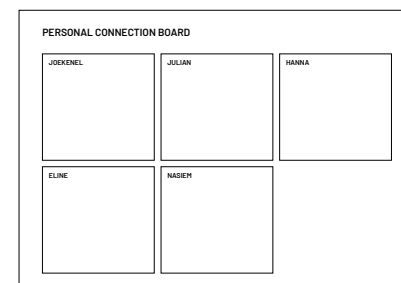 PERSONAL CONNECTION BOARD
JOEKENEL
JULIAN
HANNA
ELINE
NASIEM